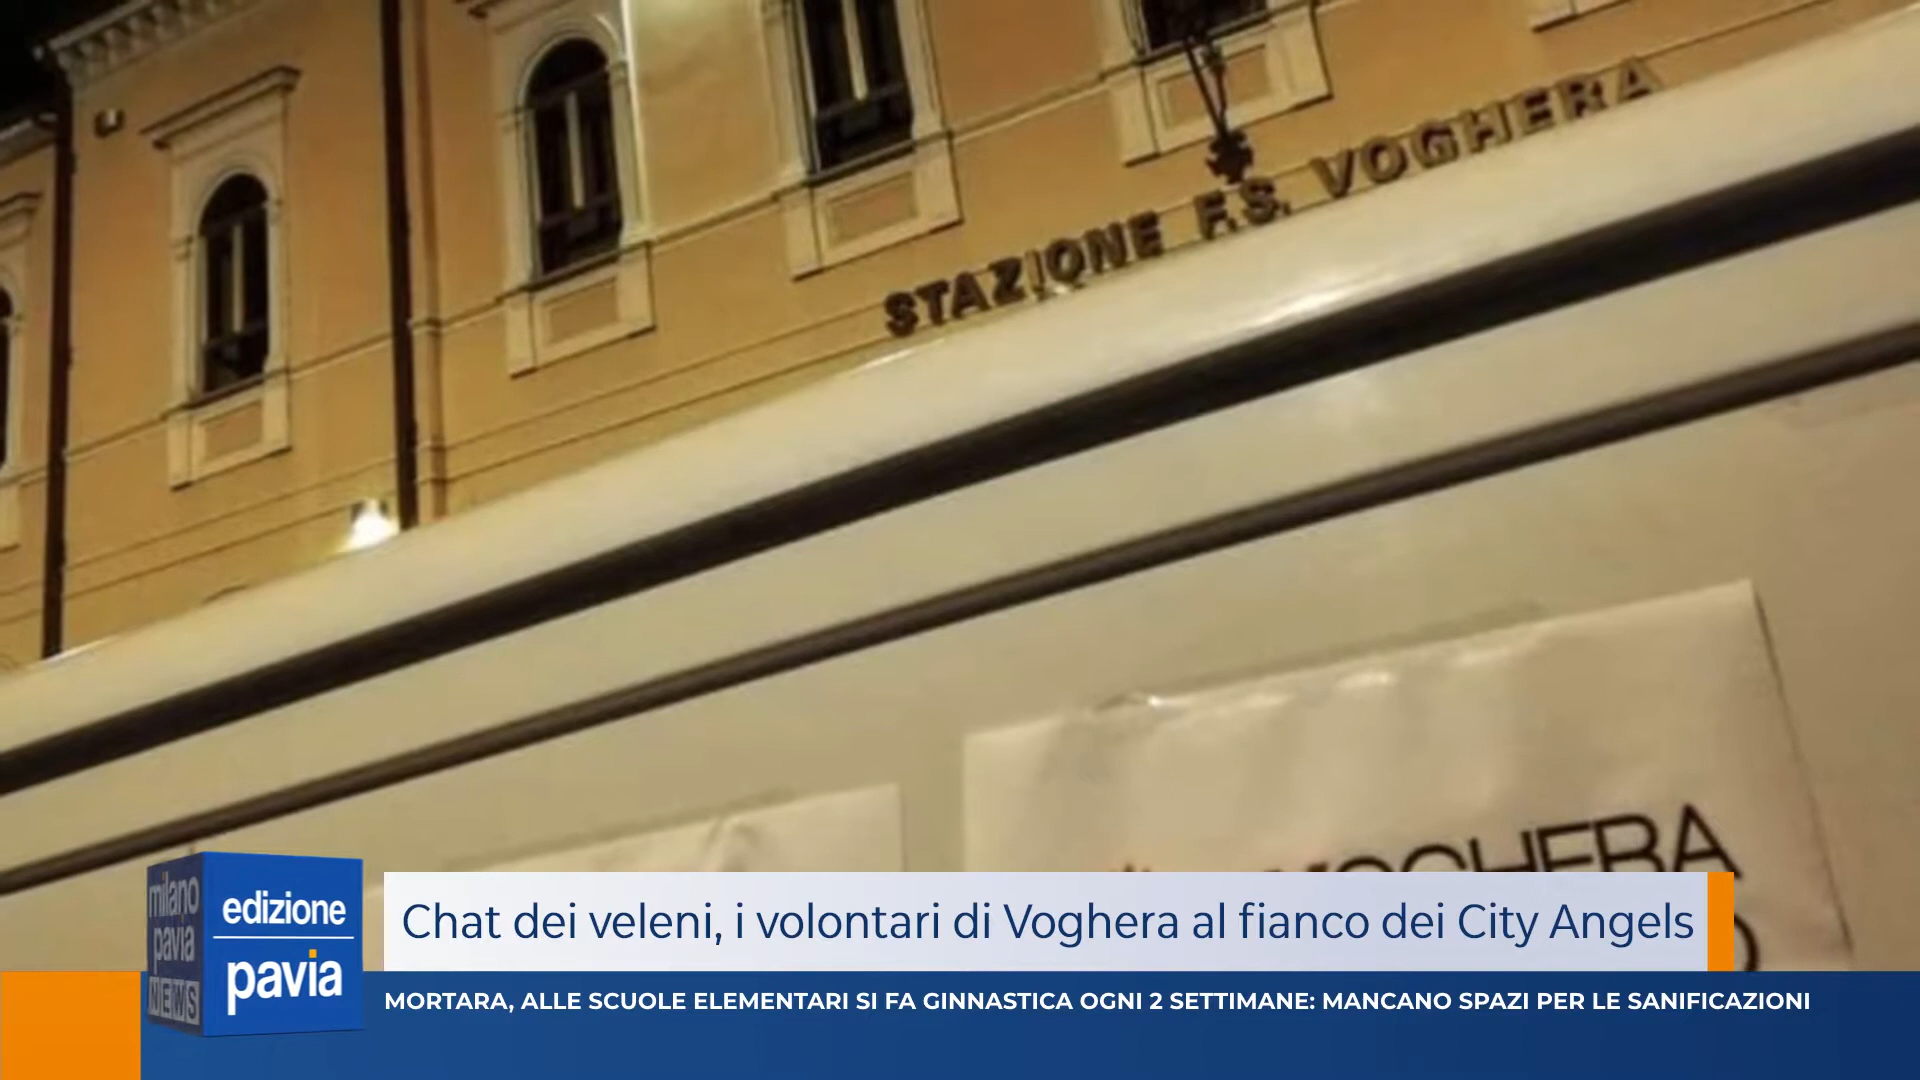 STAZIONE F.S. VOGHERA
VOGHERA
milano
pavia
NEWS
edizione
pavia
Chat dei veleni, i volontari di Voghera al fianco dei City Angels
MORTARA, ALLE SCUOLE ELEMENTARI SI FA GINNASTICA OGNI 2 SETTIMANE: MANCANO SPAZI PER LE SANIFICAZIONI